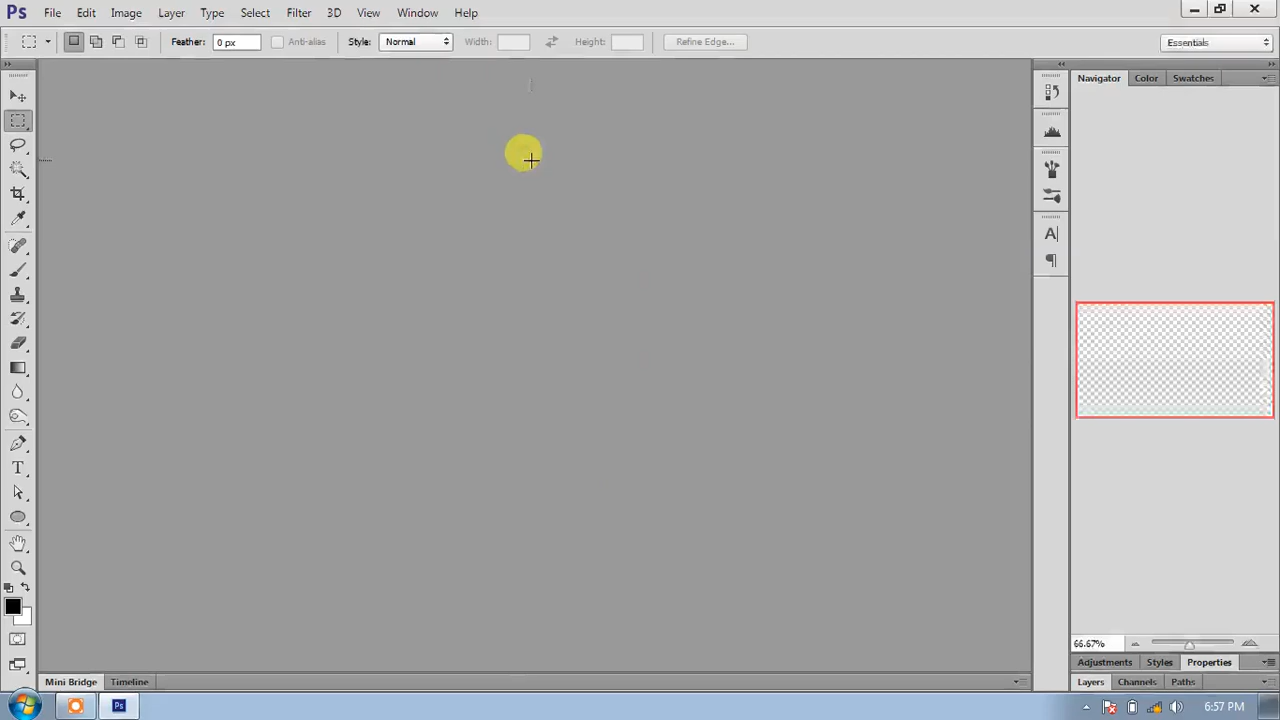 Ps File Edit Image Layer Type Select Filter 3D View Window Help
Feather: 0 px Anti-alias Style: Normal Width: Height: Refine Edge... Essentials
Navigator Color Swatches
A
T
66.67%
Adjustments Styles Properties
Mini Bridge Timeline Layers Channels Paths
Ps 6:57 PM